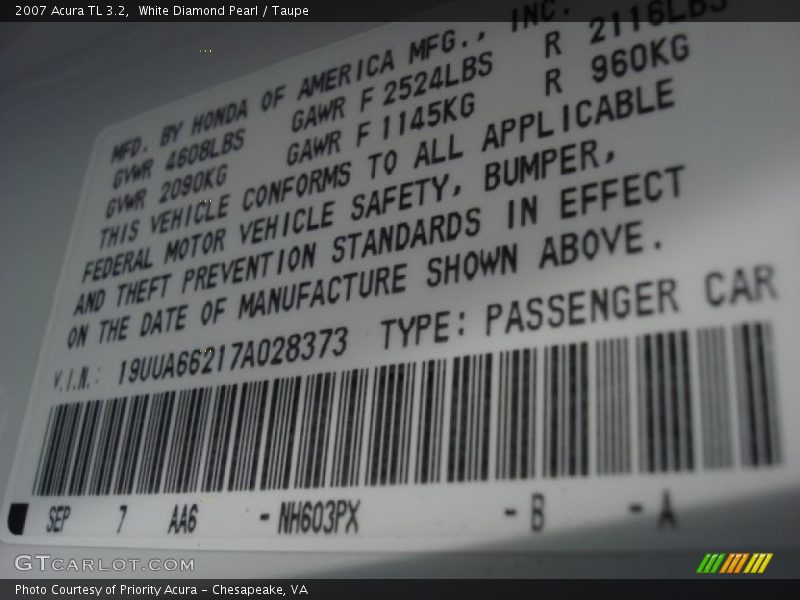 2007 Acura TL 3.2,  White Diamond Pearl / Taupe
MFD. BY HONDA OF AMERICA MFG., INC.
GVWR 4608LBS GAWR F 2524LBS R 2116LBS
GVWR 2090KG GAWR F 1145KG R 960KG
THIS VEHICLE CONFORMS TO ALL APPLICABLE
FEDERAL MOTOR VEHICLE SAFETY, BUMPER,
AND THEFT PREVENTION STANDARDS IN EFFECT
ON THE DATE OF MANUFACTURE SHOWN ABOVE.
V.I.N.: 19UUA66217A028373 TYPE: PASSENGER CAR
SEP 7 AA6 -NH603PX -B -A
GTCARLOT.COM
Photo Courtesy of Priority Acura - Chesapeake, VA